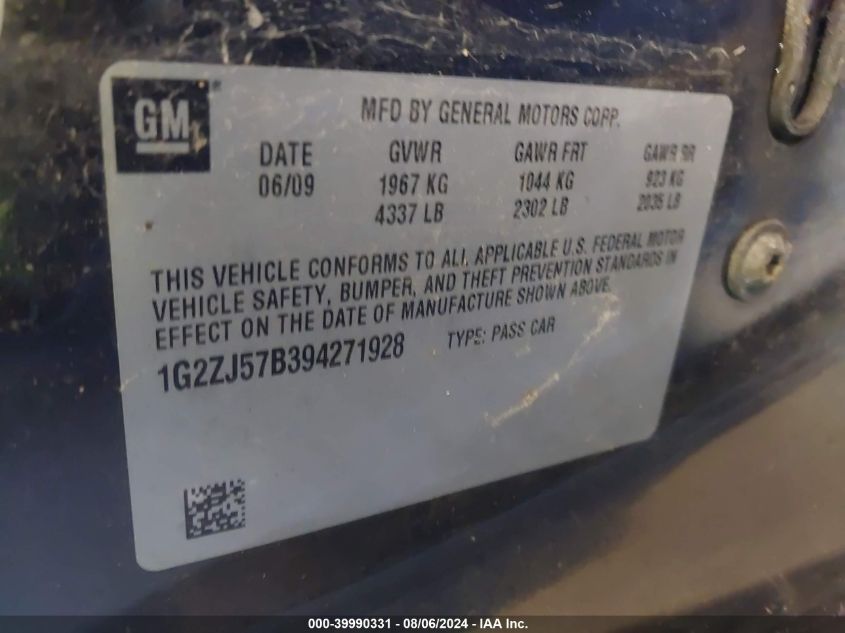 GM
MFD BY GENERAL MOTORS CORP.
DATE GVWR GAWR FRT GAWR RR
06/09 1967 KG 1044 KG 923 KG
4337 LB 2302 LB 2035 LB
THIS VEHICLE CONFORMS TO ALL APPLICABLE U.S. FEDERAL MOTOR
VEHICLE SAFETY, BUMPER, AND THEFT PREVENTION STANDARDS IN
EFFECT ON THE DATE OF MANUFACTURE SHOWN ABOVE.
1G2ZJ57B394271928 TYPE: PASS CAR
000-39990331 - 08/06/2024 - IAA Inc.